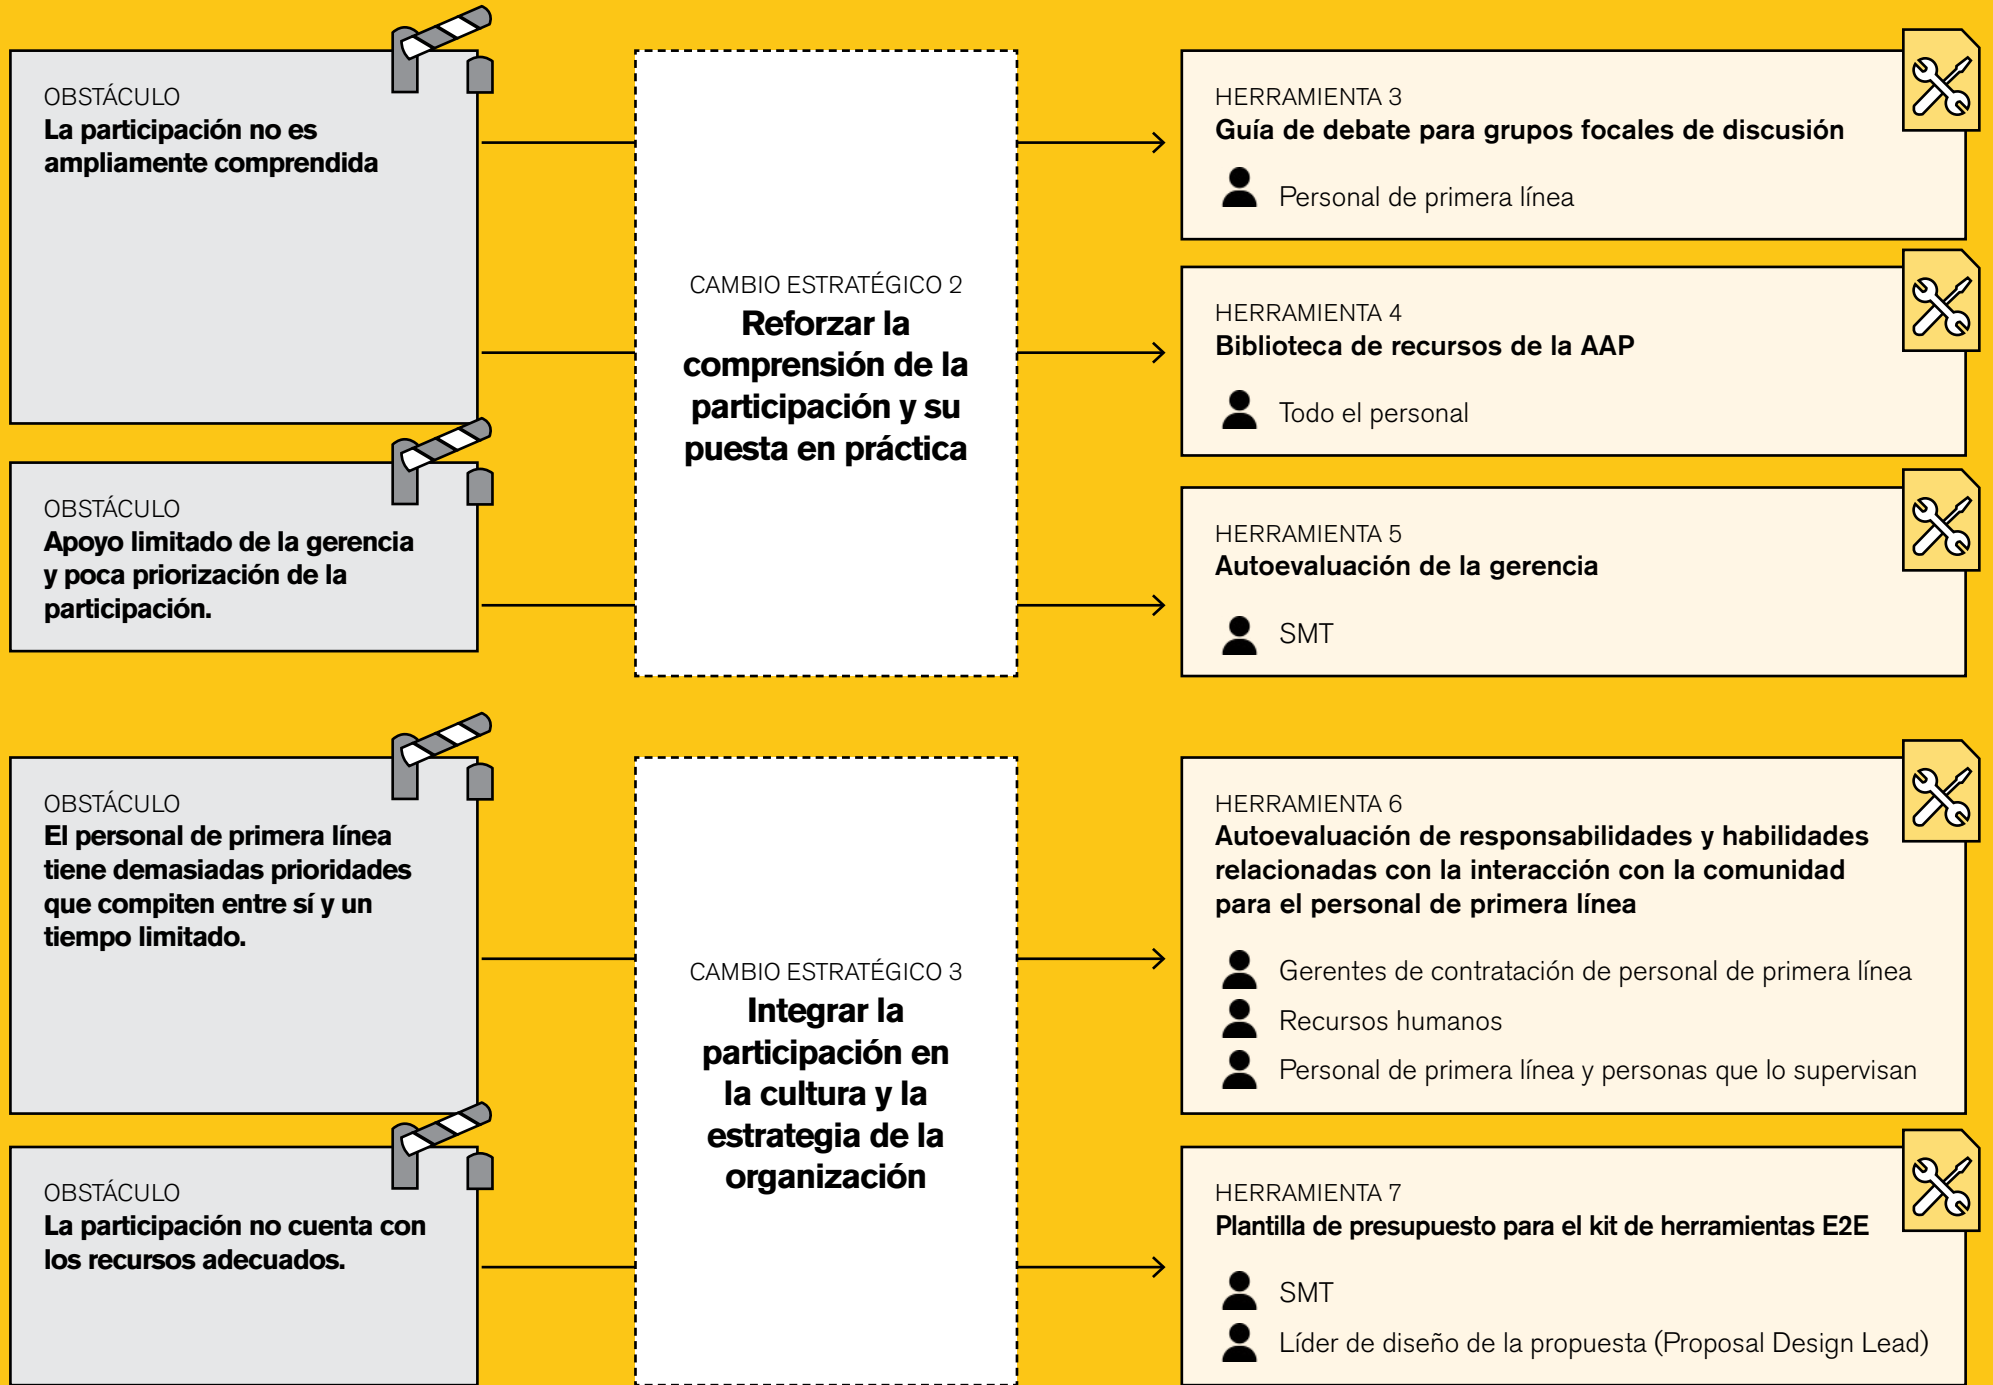 OBSTÁCULO
La participación no es
ampliamente comprendida
OBSTÁCULO
Apoyo limitado de la gerencia
y poca priorización de la
participación.
CAMBIO ESTRATÉGICO 2
Reforzar la
comprensión de la
participación y su
puesta en práctica
HERRAMIENTA 3
Guía de debate para grupos focales de discusión
Personal de primera línea
HERRAMIENTA 4
Biblioteca de recursos de la AAP
Todo el personal
HERRAMIENTA 5
Autoevaluación de la gerencia
SMT
OBSTÁCULO
El personal de primera línea
tiene demasiadas prioridades
que compiten entre sí y un
tiempo limitado.
OBSTÁCULO
La participación no cuenta con
los recursos adecuados.
CAMBIO ESTRATÉGICO 3
Integrar la
participación en
la cultura y la
estrategia de la
organización
HERRAMIENTA 6
Autoevaluación de responsabilidades y habilidades
relacionadas con la interacción con la comunidad
para el personal de primera línea
Gerentes de contratación de personal de primera línea
Recursos humanos
Personal de primera línea y personas que lo supervisan
HERRAMIENTA 7
Plantilla de presupuesto para el kit de herramientas E2E
SMT
Líder de diseño de la propuesta (Proposal Design Lead)